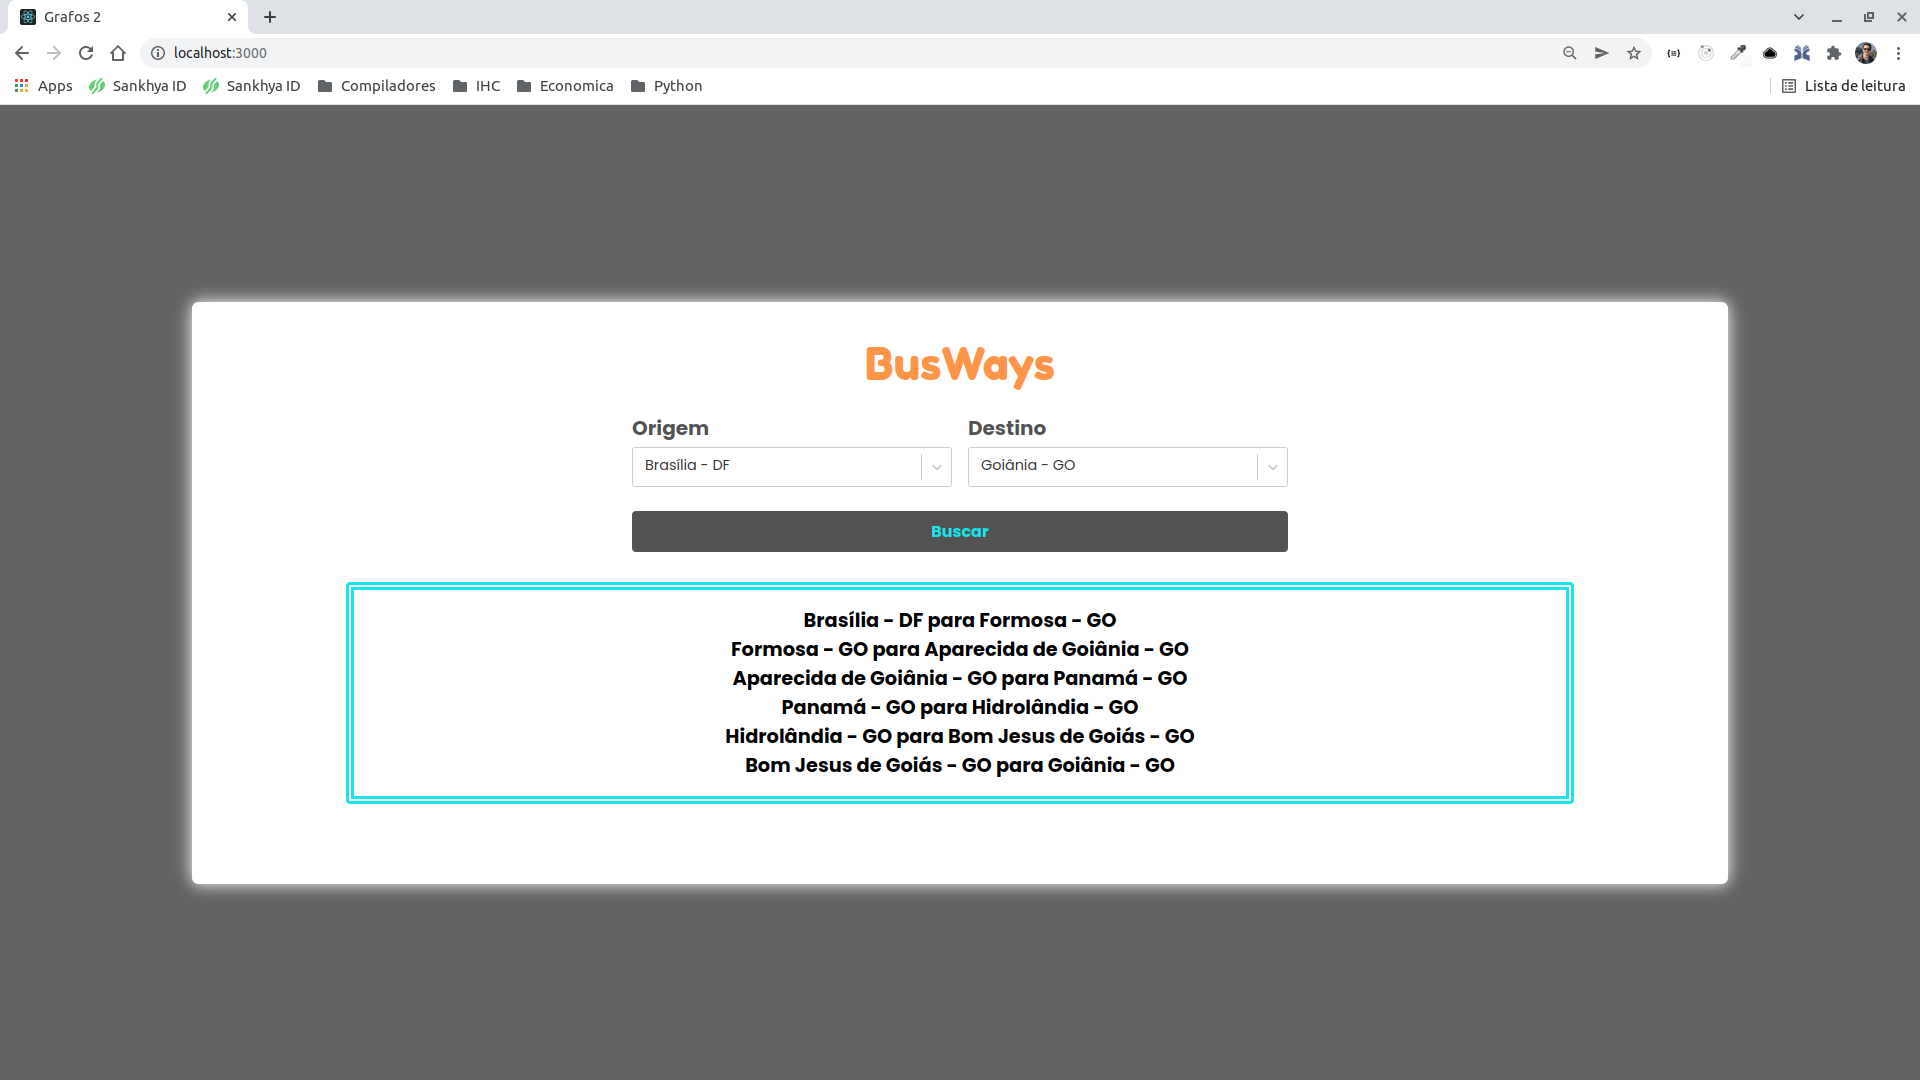 Grafos 2
localhost:3000
Apps
Sankhya ID
Sankhya ID
Compiladores
IHC
Economica
Python
Lista de leitura
BusWays
Origem
Destino
Brasília - DF
Goiânia - GO
Buscar
Brasília - DF para Formosa - GO
Formosa - GO para Aparecida de Goiânia - GO
Aparecida de Goiânia - GO para Panamá - GO
Panamá - GO para Hidrolândia - GO
Hidrolândia - GO para Bom Jesus de Goiás - GO
Bom Jesus de Goiás - GO para Goiânia - GO